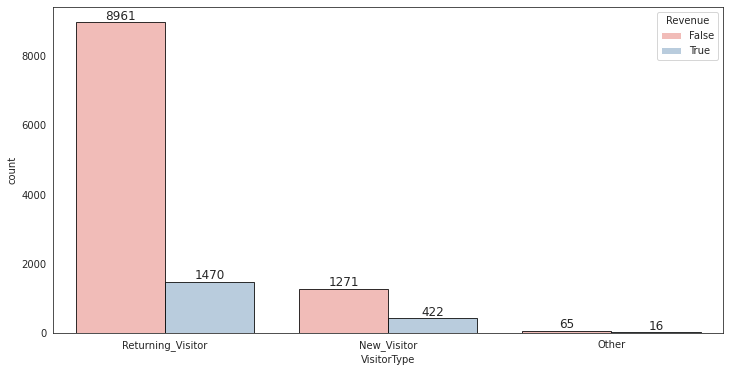 Revenue
False
True
8961
1470
1271
422
65
16
8000
6000
4000
2000
0
count
Returning_Visitor
New_Visitor
Other
VisitorType